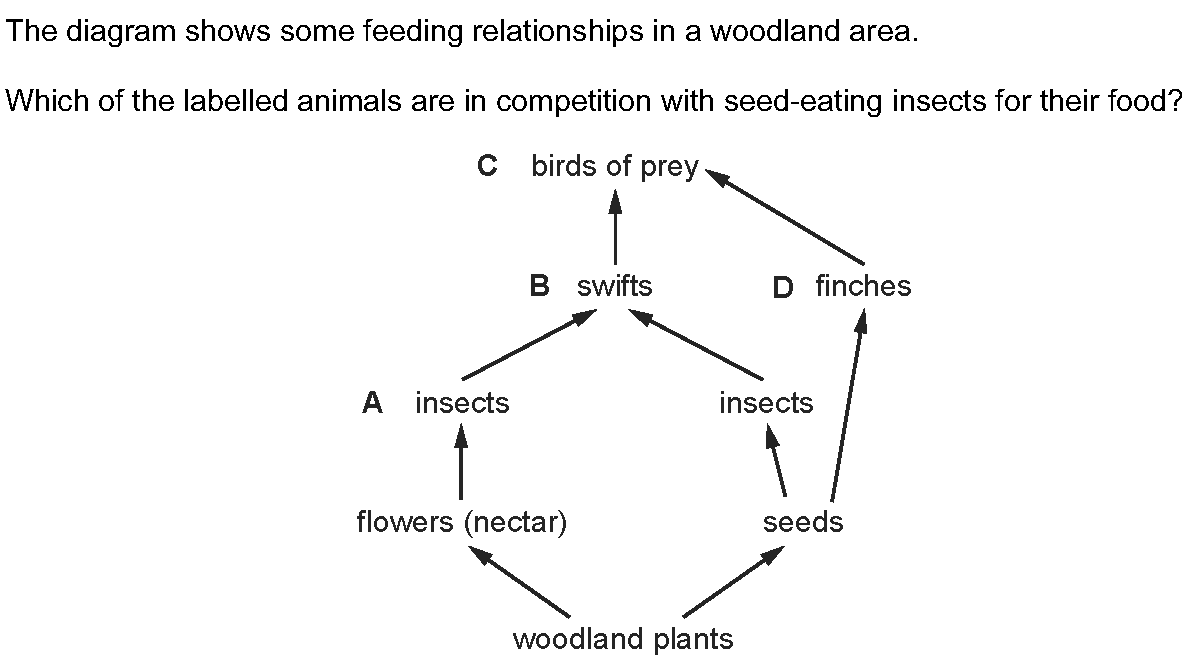 The diagram shows some feeding relationships in a woodland area.
Which of the labelled animals are in competition with seed-eating insects for their food?
C birds of prey
B swifts D finches
A insects insects
flowers (nectar) seeds
woodland plants